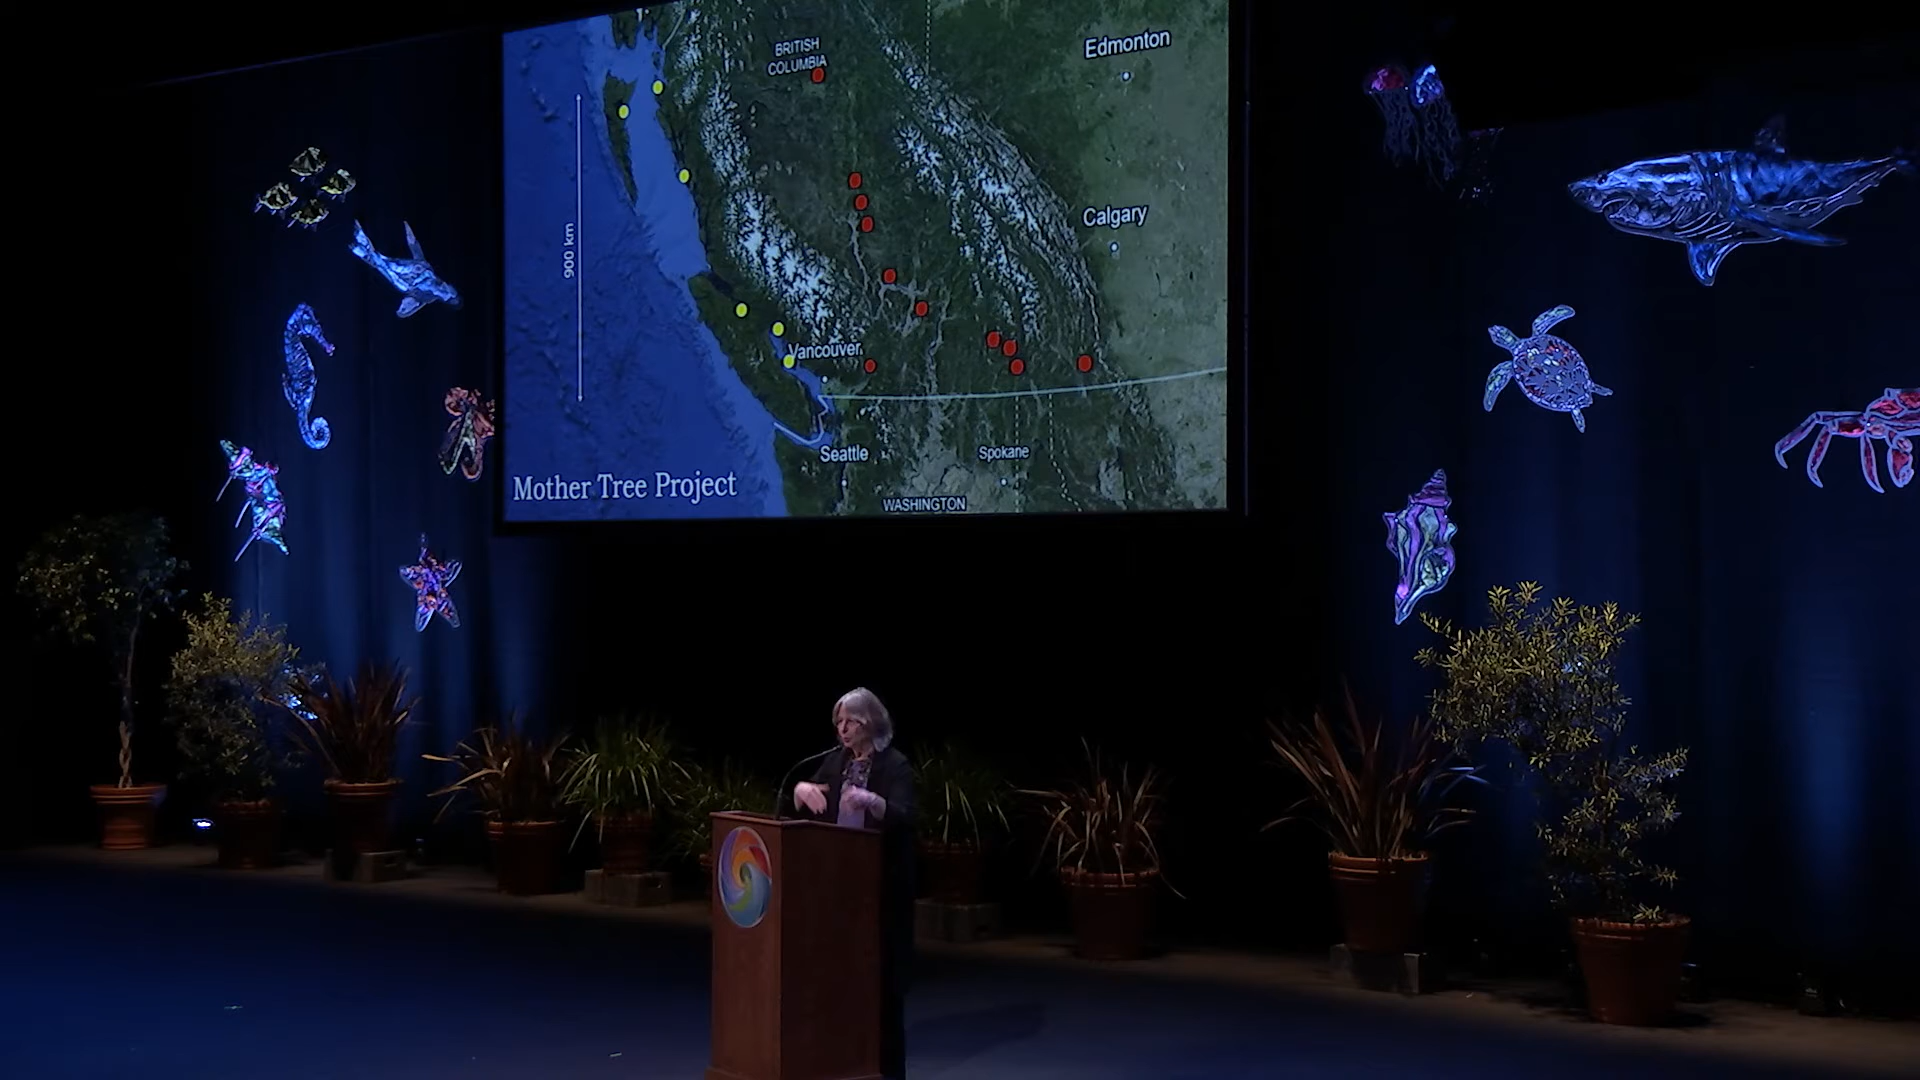 BRITISH
COLUMBIA
Edmonton
Calgary
900 km
Vancouver
Seattle
Spokane
Mother Tree Project
WASHINGTON